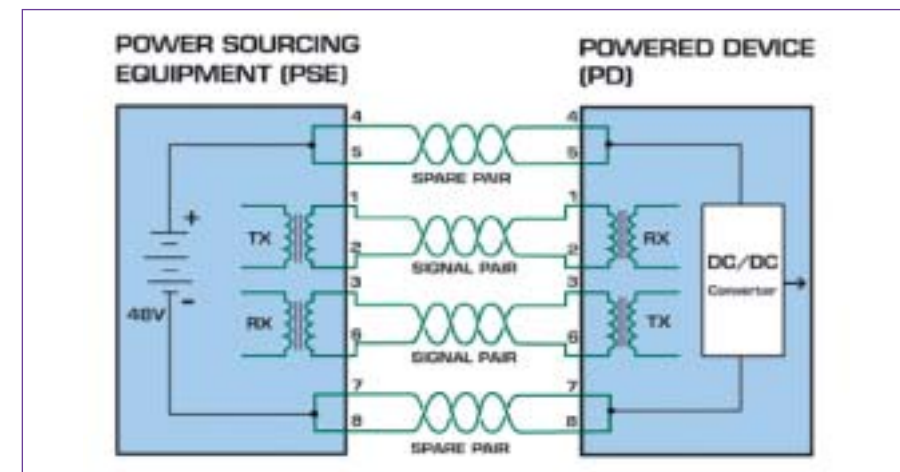 POWER SOURCING
EQUIPMENT (PSE)
POWERED DEVICE
(PD)
4
5
SPARE PAIR
4
5
+
TX
1
2
SIGNAL PAIR
1
2
RX
DC/DC
Converter
-
48V
RX
3
6
SIGNAL PAIR
3
6
TX
7
8
SPARE PAIR
7
8